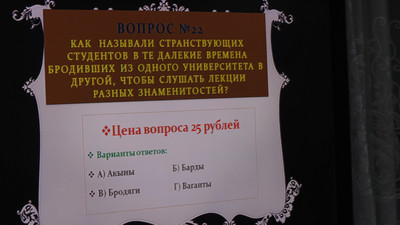 ВОПРОС №22
КАК НАЗЫВАЛИ СТРАНСТВУЮЩИХ
СТУДЕНТОВ В ТЕ ДАЛЕКИЕ ВРЕМЕНА
БРОДИВШИХ ИЗ ОДНОГО УНИВЕРСИТЕТА В
ДРУГОЙ, ЧТОБЫ СЛУШАТЬ ЛЕКЦИИ
РАЗНЫХ ЗНАМЕНИТОСТЕЙ?
❖Цена вопроса 25 рублей
❖ Варианты ответов:
❖ А) Акыны Б) Барды
❖ В) Бродяги Г) Ваганты